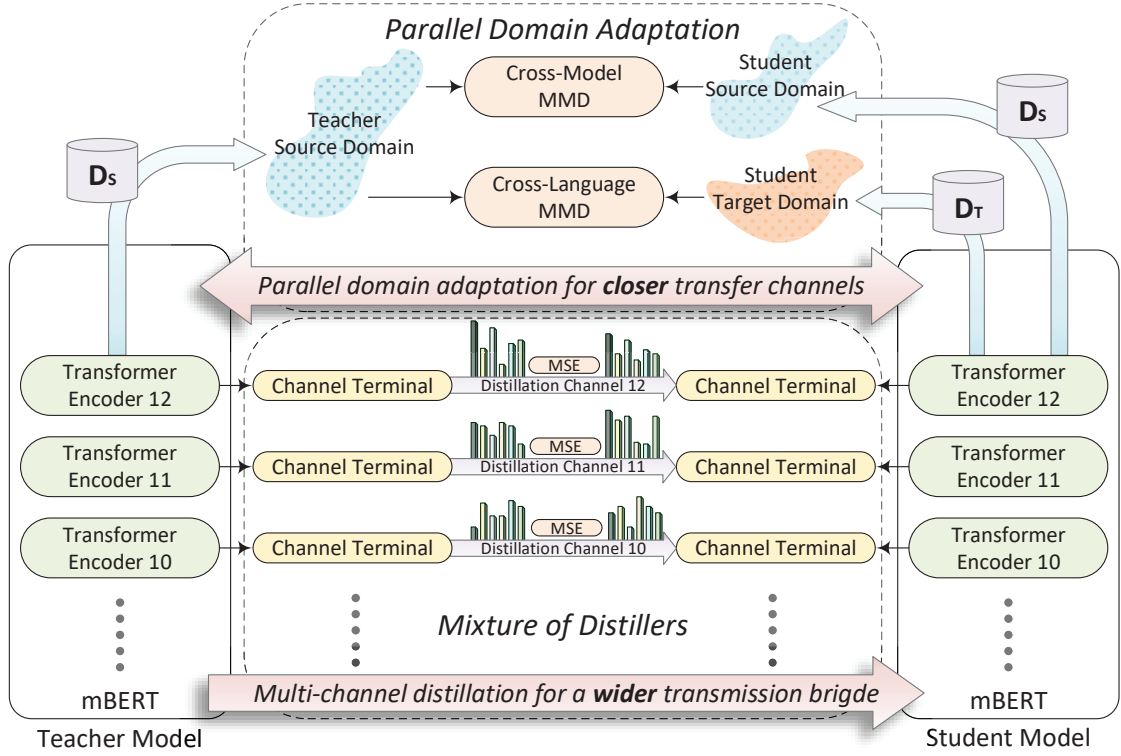 Parallel Domain Adaptation
Cross-Model
MMD
Student
Source Domain
Teacher
Source Domain
Dₛ
Dₛ
Cross-Language
MMD
Student
Target Domain
D_T
Parallel domain adaptation for closer transfer channels
Transformer
Encoder 12
Channel Terminal
MSE
Distillation Channel 12
Channel Terminal
Transformer
Encoder 12
Transformer
Encoder 11
Channel Terminal
MSE
Distillation Channel 11
Channel Terminal
Transformer
Encoder 11
Transformer
Encoder 10
Channel Terminal
MSE
Distillation Channel 10
Channel Terminal
Transformer
Encoder 10
Mixture of Distillers
Multi-channel distillation for a wider transmission brigde
mBERT
mBERT
Teacher Model
Student Model